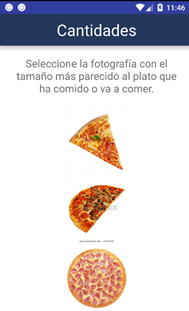 11:46
Cantidades
Seleccione la fotografía con el
tamaño más parecido al plato que
ha comido o va a comer.